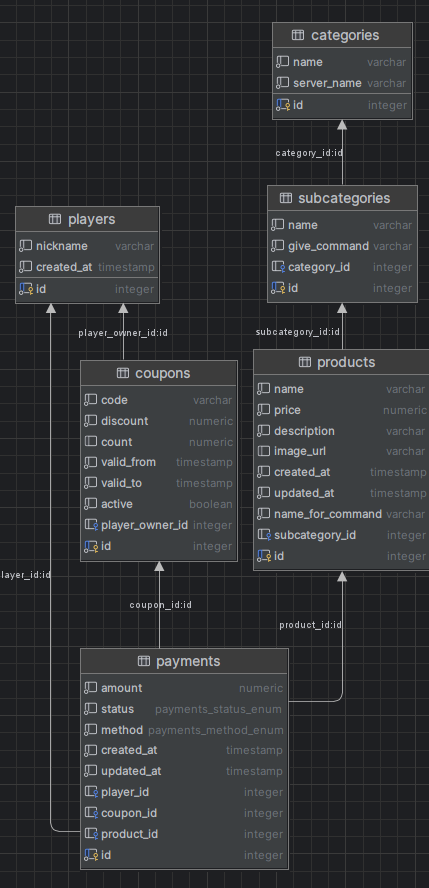 categories
name varchar
server_name varchar
id integer
category_id:id
subcategories
name varchar
give_command varchar
category_id integer
id integer
players
nickname varchar
created_at timestamp
id integer
player_owner_id:id
subcategory_id:id
coupons
code varchar
discount numeric
count numeric
valid_from timestamp
valid_to timestamp
active boolean
player_owner_id integer
id integer
products
name varchar
price numeric
description varchar
image_url varchar
created_at timestamp
updated_at timestamp
name_for_command varchar
subcategory_id integer
id integer
layer_id:id
coupon_id:id
product_id:id
payments
amount numeric
status payments_status_enum
method payments_method_enum
created_at timestamp
updated_at timestamp
player_id integer
coupon_id integer
product_id integer
id integer